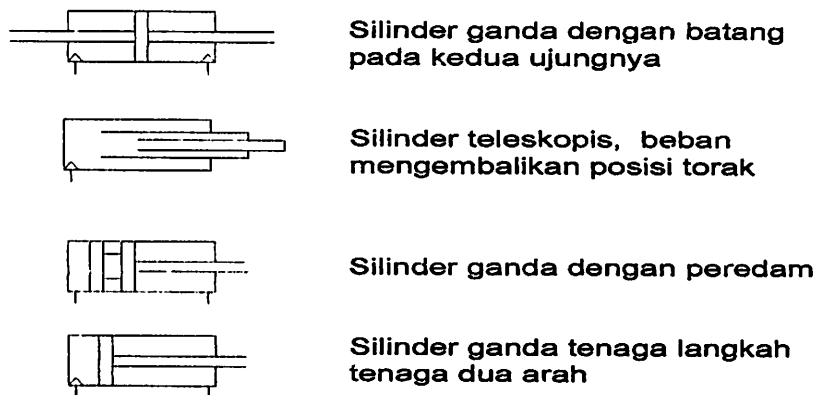 Silinder ganda dengan batang
pada kedua ujungnya
Silinder teleskopis, beban
mengembalikan posisi torak
Silinder ganda dengan peredam
Silinder ganda tenaga langkah
tenaga dua arah